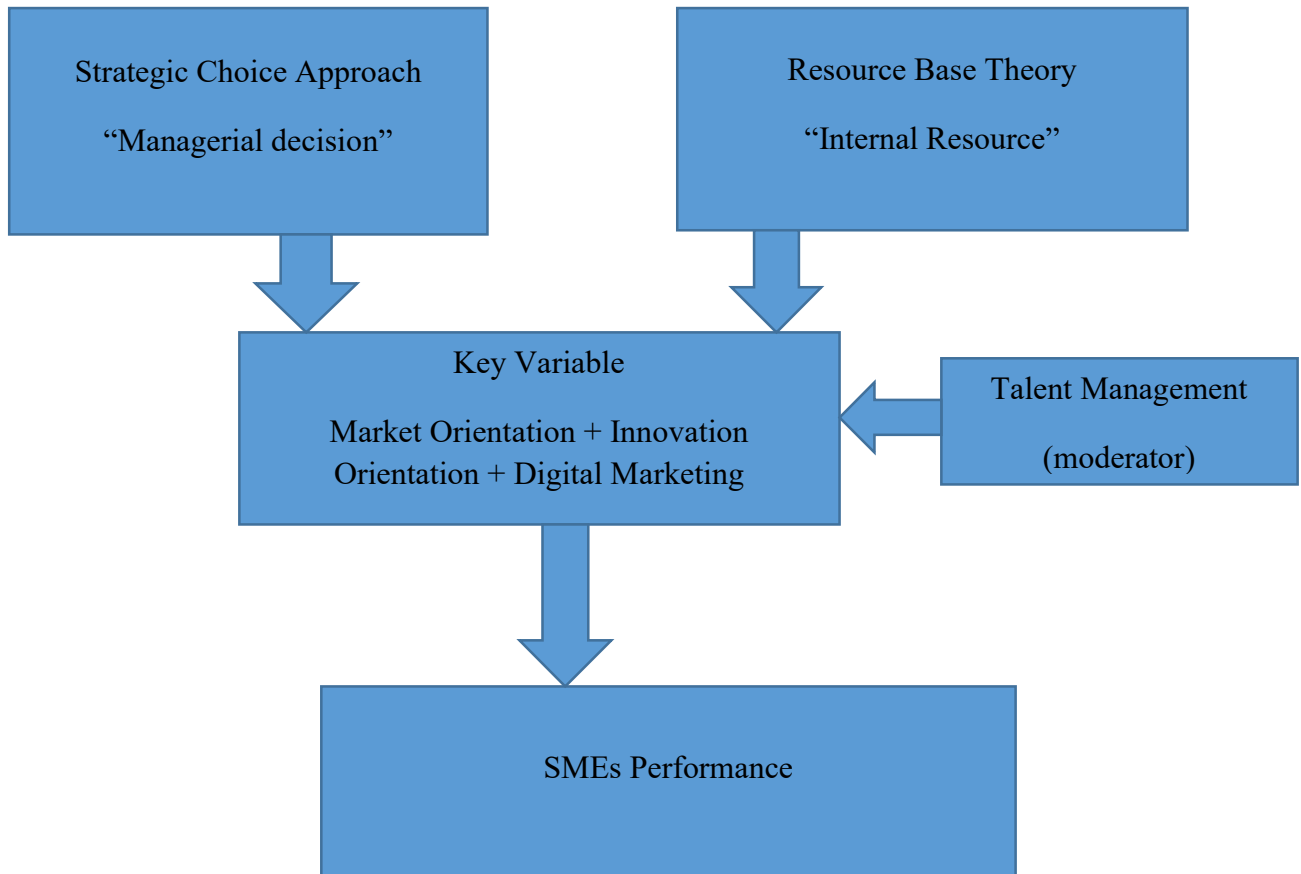 Strategic Choice Approach
“Managerial decision”
Resource Base Theory
“Internal Resource”
Key Variable
Market Orientation + Innovation
Orientation + Digital Marketing
Talent Management
(moderator)
SMEs Performance